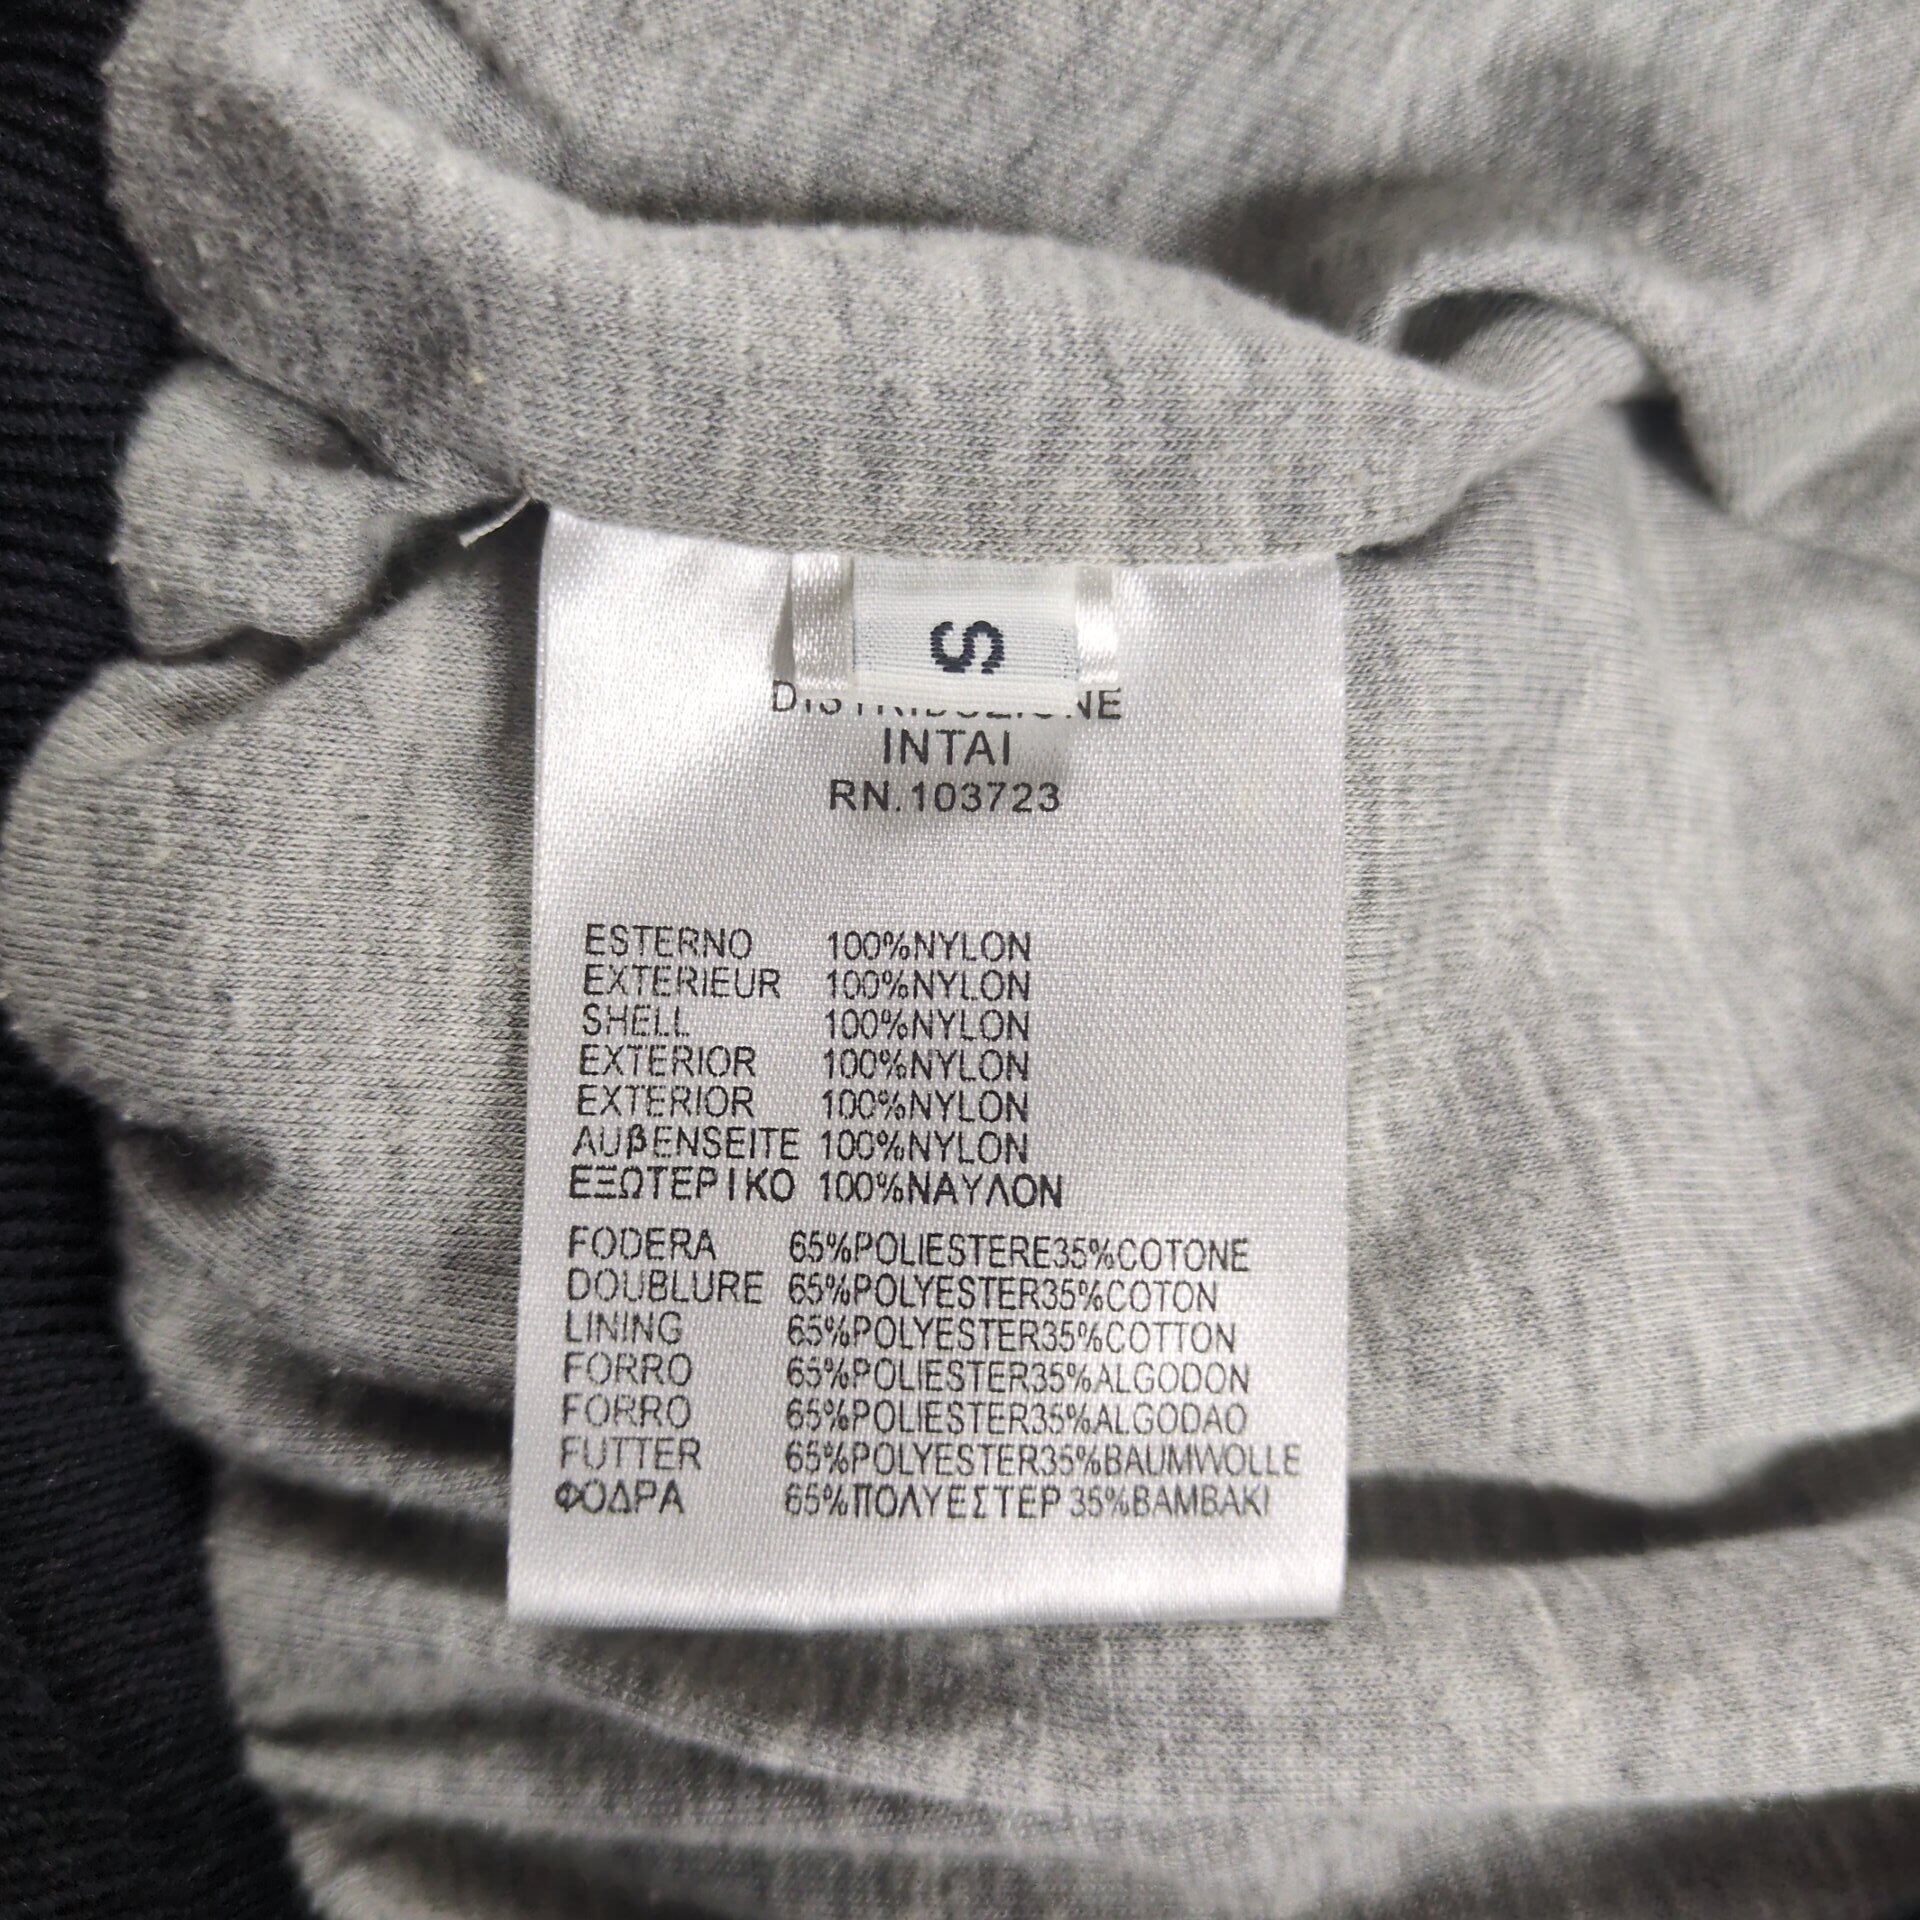 S
DISTRIBUZIONE
INTAI
RN.103723
ESTERNO 100%NYLON
EXTERIEUR 100%NYLON
SHELL 100%NYLON
EXTERIOR 100%NYLON
EXTERIOR 100%NYLON
AUβENSEITE 100%NYLON
ΕΞΩΤΕΡΙΚΟ 100%ΝΑΥΛΟΝ
FODERA 65%POLIESTERE35%COTONE
DOUBLURE 65%POLYESTER35%COTON
LINING 65%POLYESTER35%COTTON
FORRO 65%POLIESTER35%ALGODON
FORRO 65%POLIESTER35%ALGODAO
FUTTER 65%POLYESTER35%BAUMWOLLE
ΦΟΔΡΑ 65%ΠΟΛΥΕΣΤΕΡ 35%ΒΑΜΒΑΚΙ